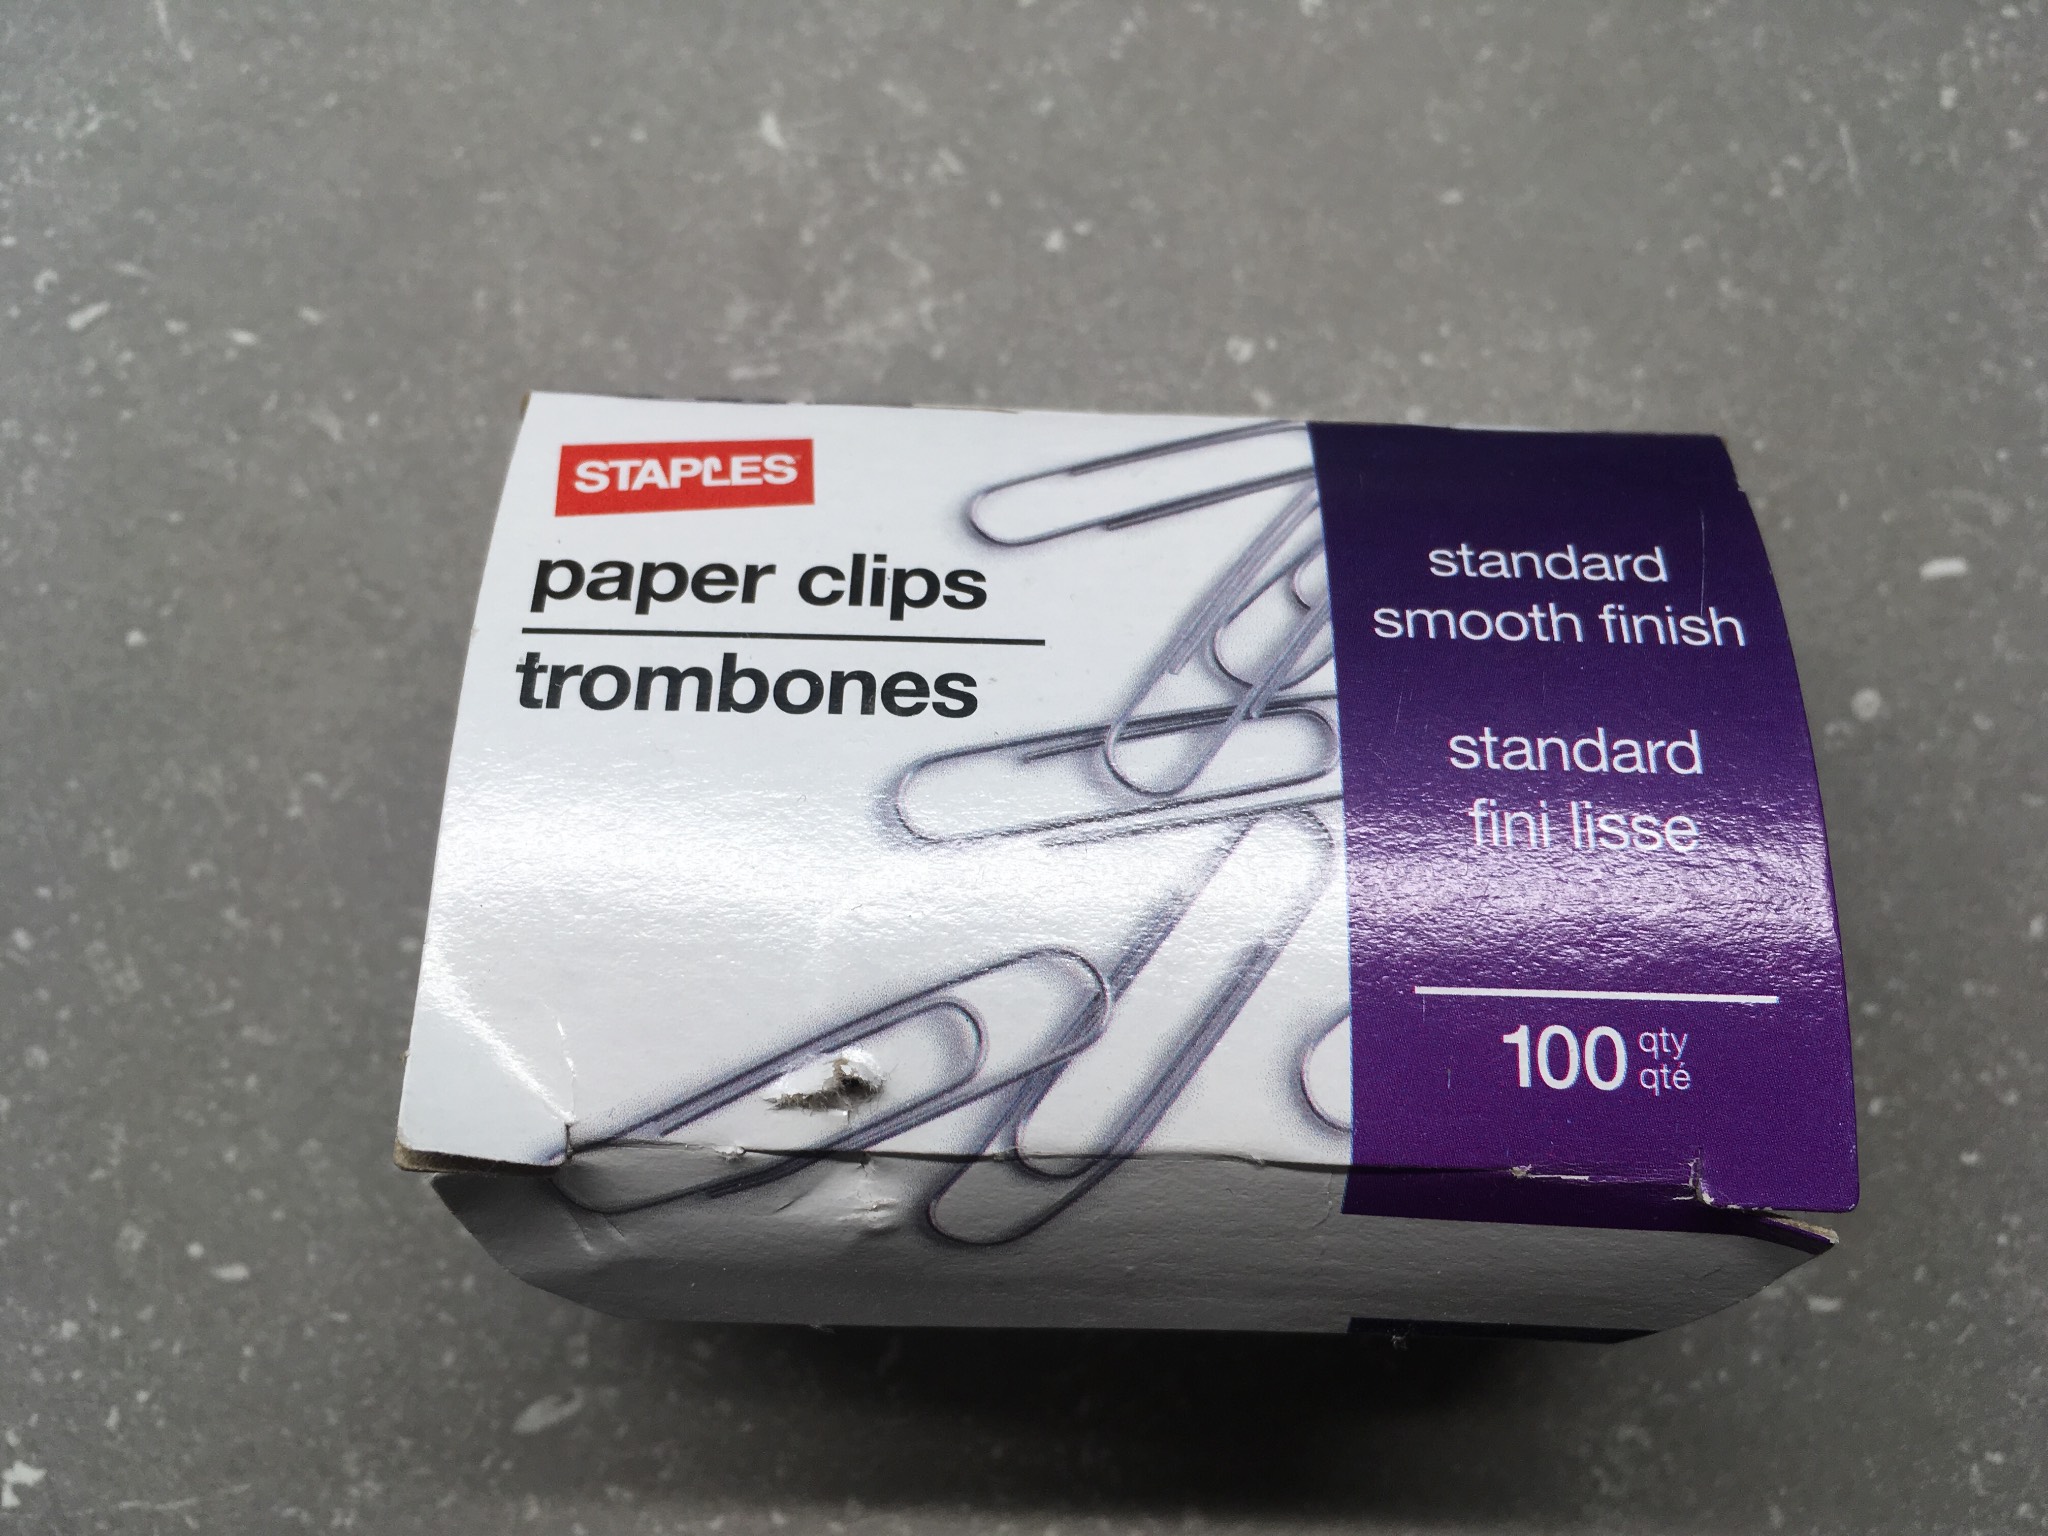 STAPLES
paper clips
trombones
standard
smooth finish
standard
fini lisse
100 qty
qté